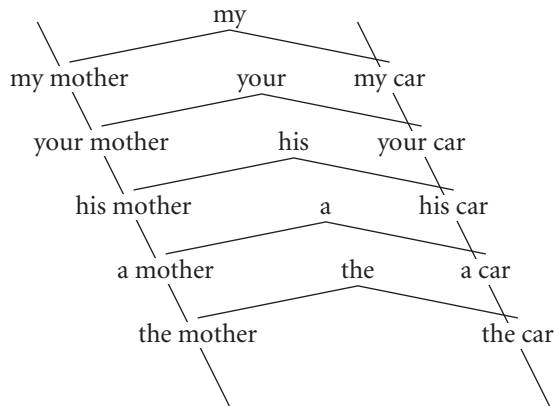 my
my mother your my car
your mother his your car
his mother a his car
a mother the a car
the mother the car